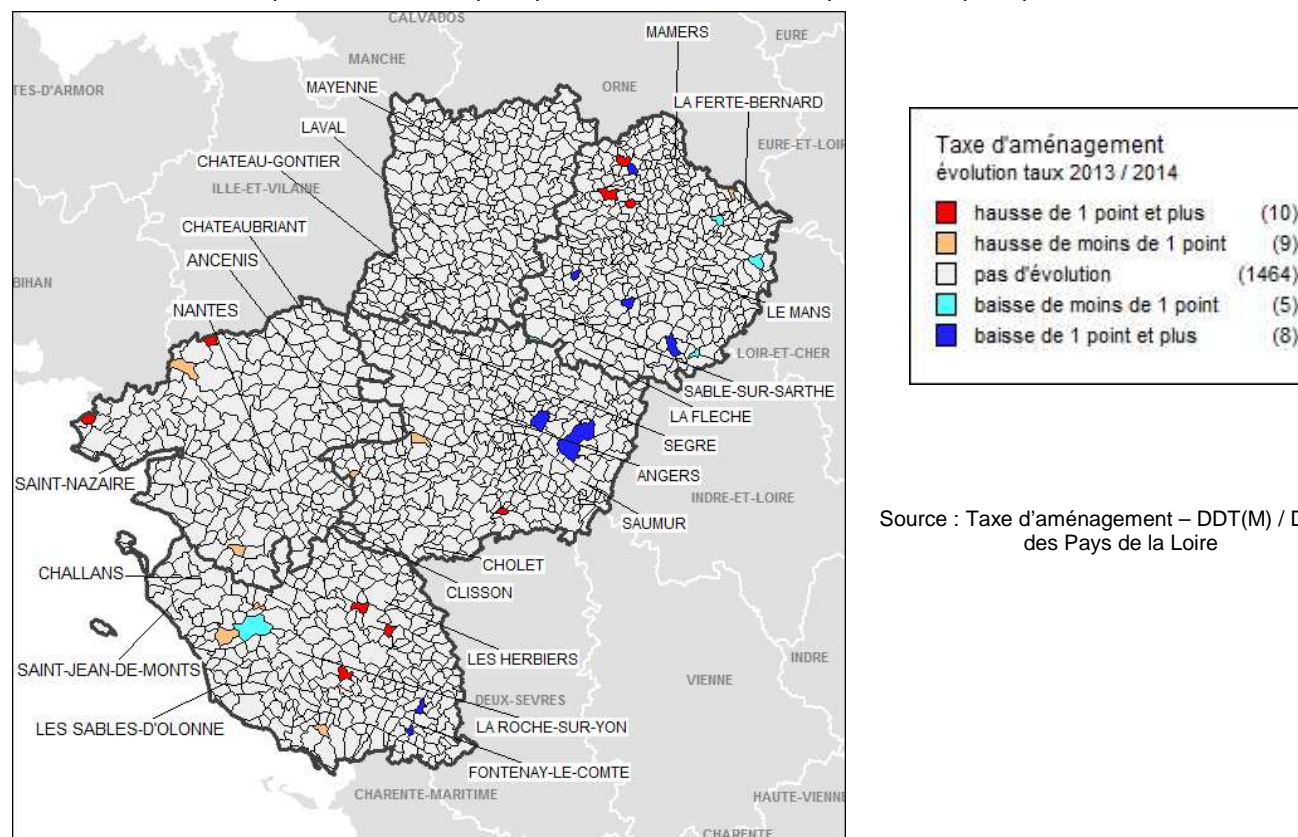 CALVADOS
MAMERS
EURE
MANCHE
TES-D'ARMOR
MAYENNE
ORNE
LA FERTE-BERNARD
LAVAL
EURE-ET-LOIR
CHATEAU-GONTIER
ILLE-ET-VILAINE
CHATEAUBRIANT
ANCENIS
BIHAN
NANTES
LE MANS
LOIR-ET-CHER
SABLE-SUR-SARTHE
LA FLECHE
SEGRE
ANGERS
SAINT-NAZAIRE
INDRE-ET-LOIRE
SAUMUR
CHOLET
CHALLANS
CLISSON
LES HERBIERS
INDRE
SAINT-JEAN-DE-MONTS
VIENNE
DEUX-SEVRES
LES SABLES-D'OLONNE
LA ROCHE-SUR-YON
FONTENAY-LE-COMTE
CHARENTE-MARITIME
HAUTE-VIENNE
CHARENTE
Taxe d'aménagement
évolution taux 2013 / 2014
hausse de 1 point et plus (10)
hausse de moins de 1 point (9)
pas d'évolution (1464)
baisse de moins de 1 point (5)
baisse de 1 point et plus (8)
Source : Taxe d'aménagement – DDT(M) / D
des Pays de la Loire